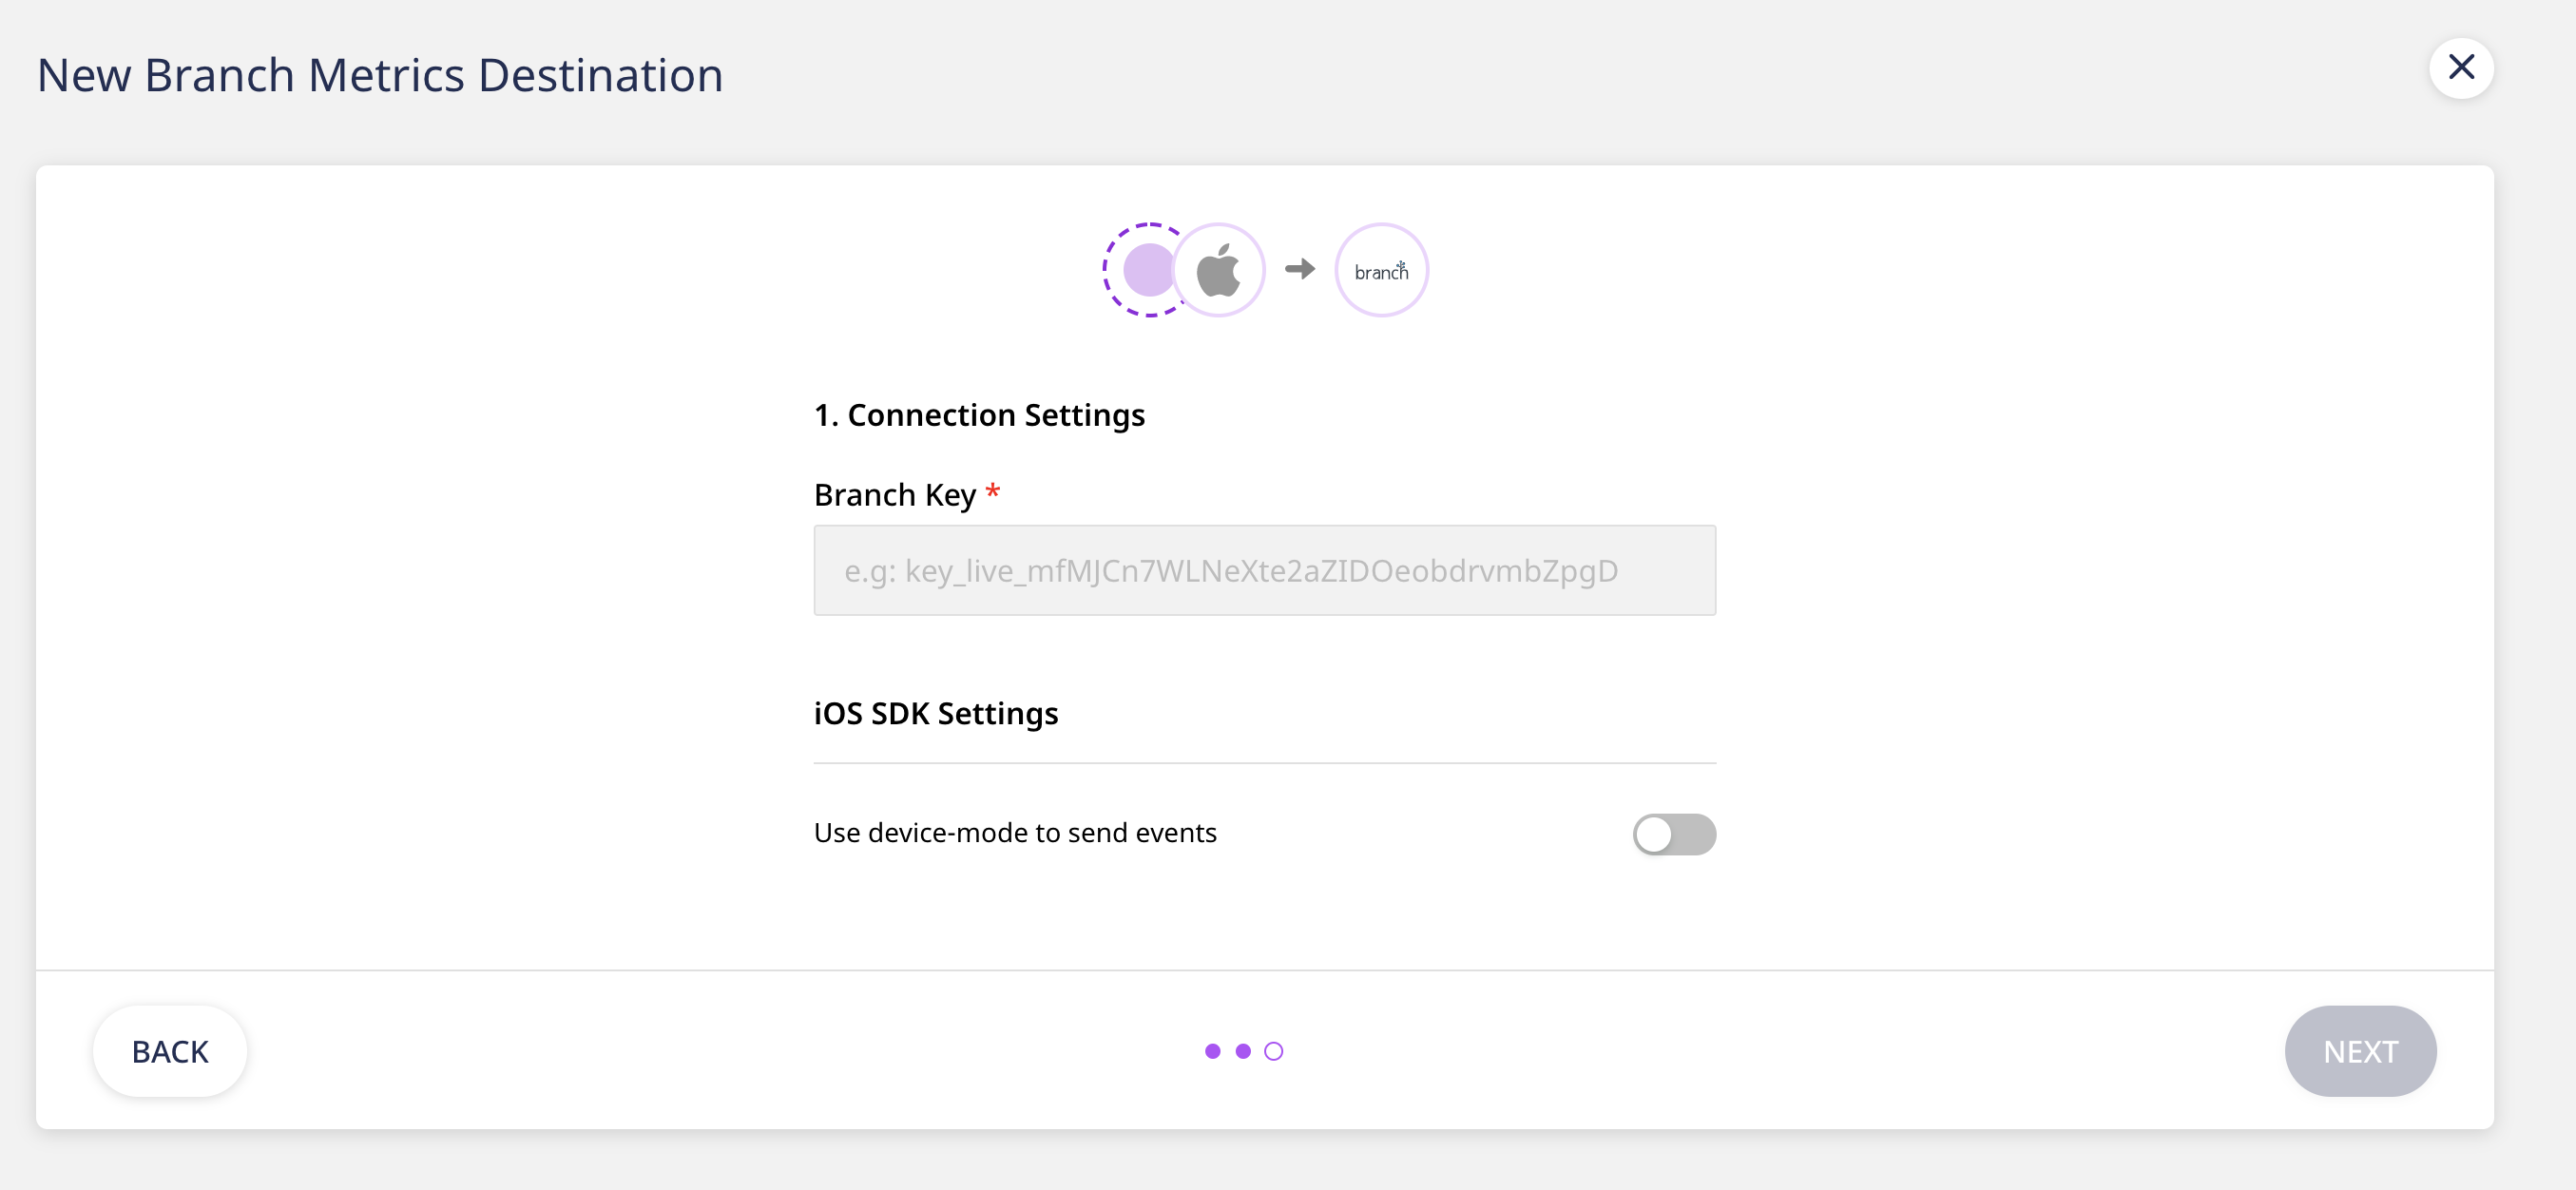 New Branch Metrics Destination
branch
1. Connection Settings
Branch Key *
e.g: key_live_mfMJCn7WLNeXte2aZIDOeobdrvmbZpgD
iOS SDK Settings
Use device-mode to send events
BACK
NEXT